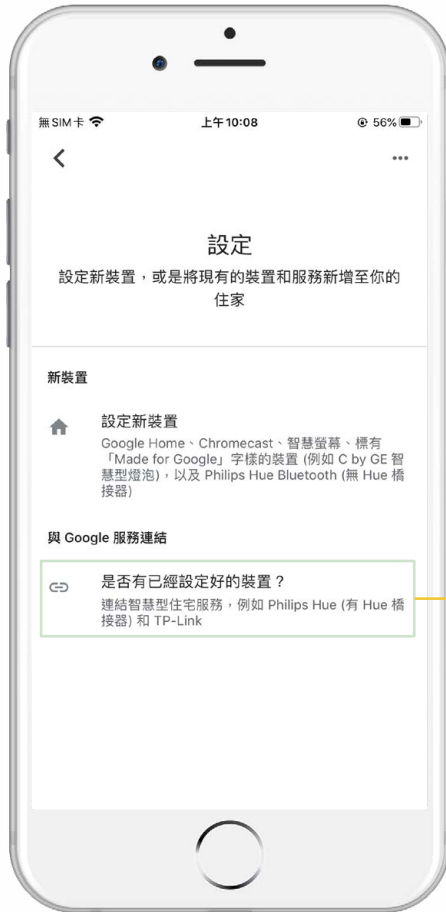 無SIM卡
上午10:08
56%
設定
設定新裝置，或是將現有的裝置和服務新增至你的
住家
新裝置
設定新裝置
Google Home、Chromecast、智慧螢幕、標有
「Made for Google」字樣的裝置 (例如 C by GE 智
慧型燈泡)，以及 Philips Hue Bluetooth (無 Hue 橋
接器)
與 Google 服務連結
是否有已經設定好的裝置？
連結智慧型住宅服務，例如 Philips Hue (有 Hue 橋
接器) 和 TP-Link